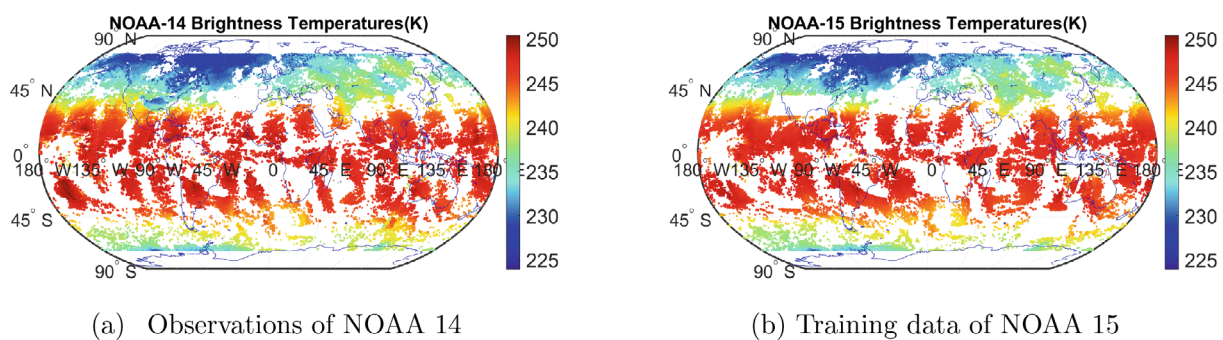 NOAA-14 Brightness Temperatures(K)
90° N
45° N
0°
180° W 135° W 90° W 45° W 0° 45° E 90° E 135° E 180° E
45° S
90° S
250
245
240
235
230
225
(a) Observations of NOAA 14
NOAA-15 Brightness Temperatures(K)
90° N
45° N
0°
180° W 135° W 90° W 45° W 0° 45° E 90° E 135° E 180° E
45° S
90° S
250
245
240
235
230
225
(b) Training data of NOAA 15